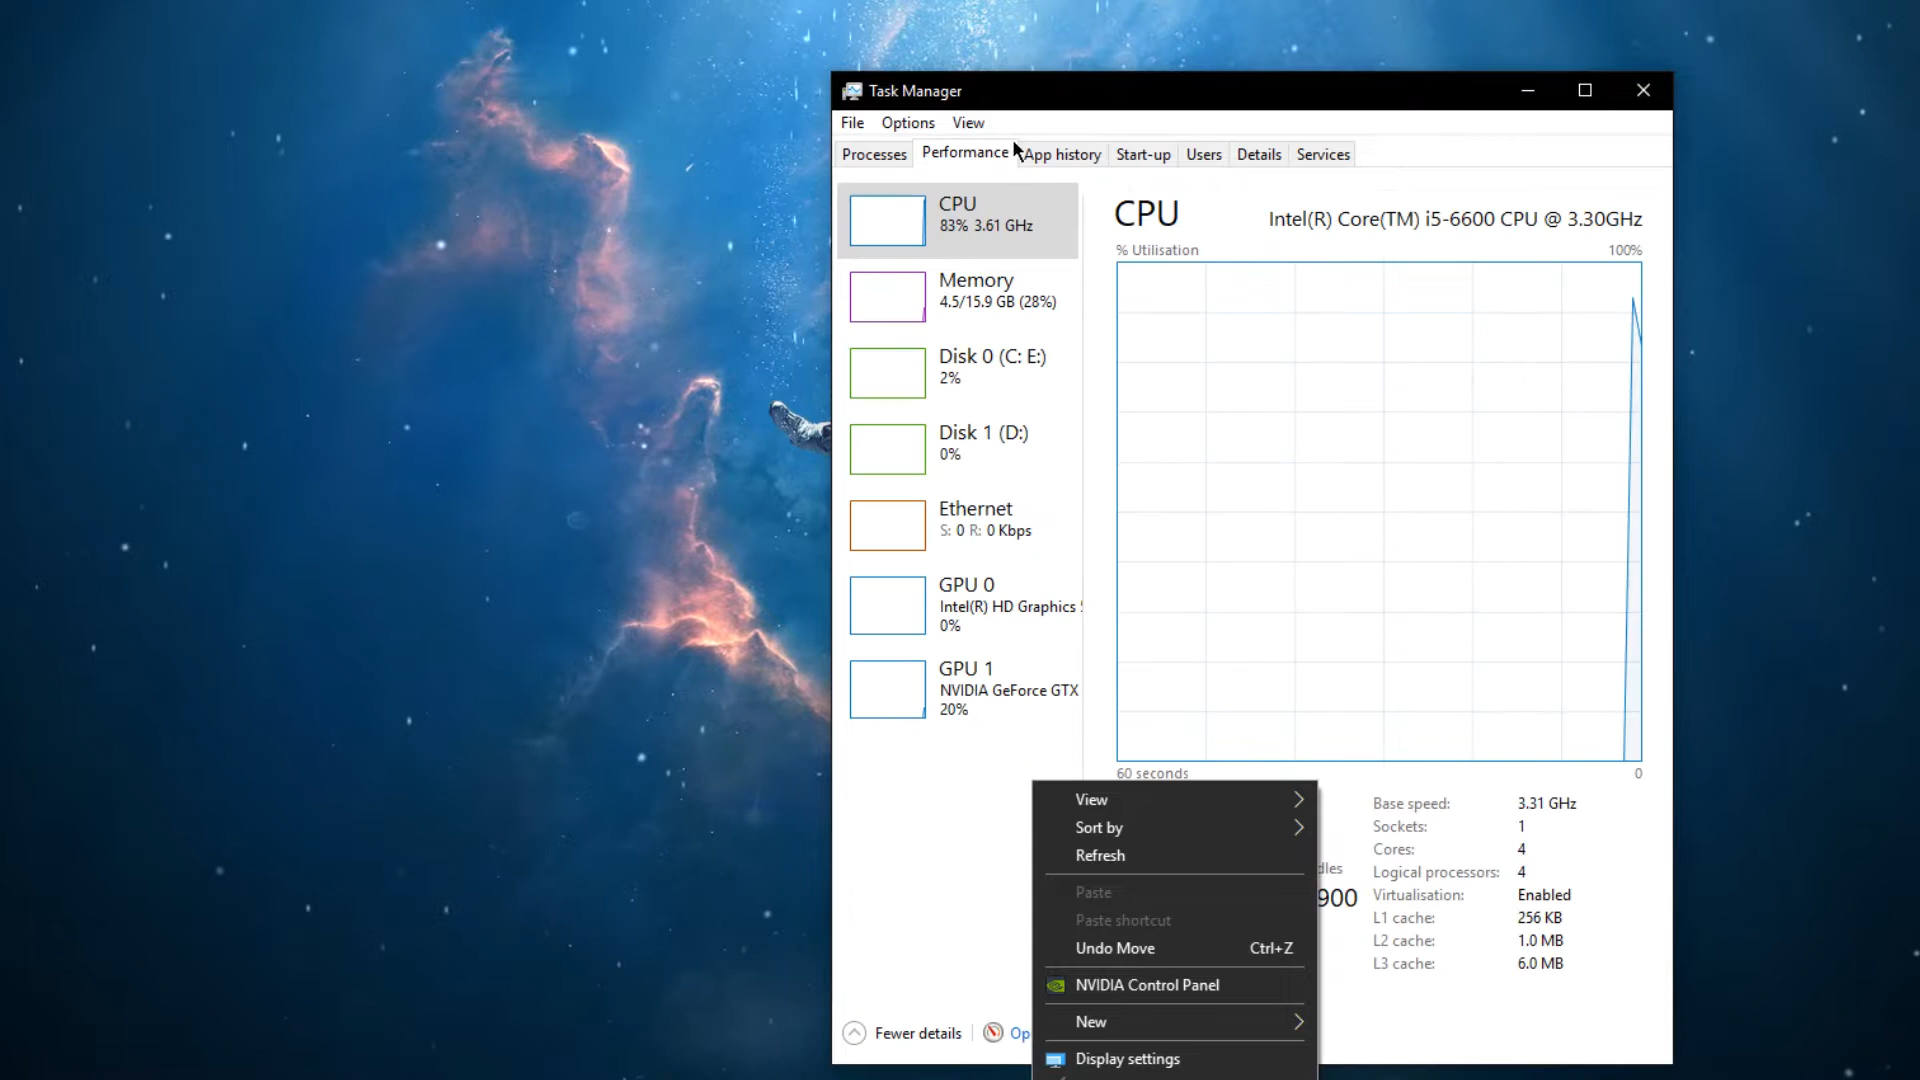 Task Manager
File Options View
Processes Performance App history Start-up Users Details Services
CPU
83% 3.61 GHz
Memory
4.5/15.9 GB (28%)
Disk 0 (C: E:)
2%
Disk 1 (D:)
0%
Ethernet
S: 0 R: 0 Kbps
GPU 0
Intel(R) HD Graphics
0%
GPU 1
NVIDIA GeForce GTX
20%
CPU Intel(R) Core(TM) i5-6600 CPU @ 3.30GHz
% Utilisation 100%
60 seconds 0
View
Sort by
Refresh
Paste
Paste shortcut
Undo Move Ctrl+Z
NVIDIA Control Panel
New
Display settings
dles
900
Base speed: 3.31 GHz
Sockets: 1
Cores: 4
Logical processors: 4
Virtualisation: Enabled
L1 cache: 256 KB
L2 cache: 1.0 MB
L3 cache: 6.0 MB
Fewer details Op